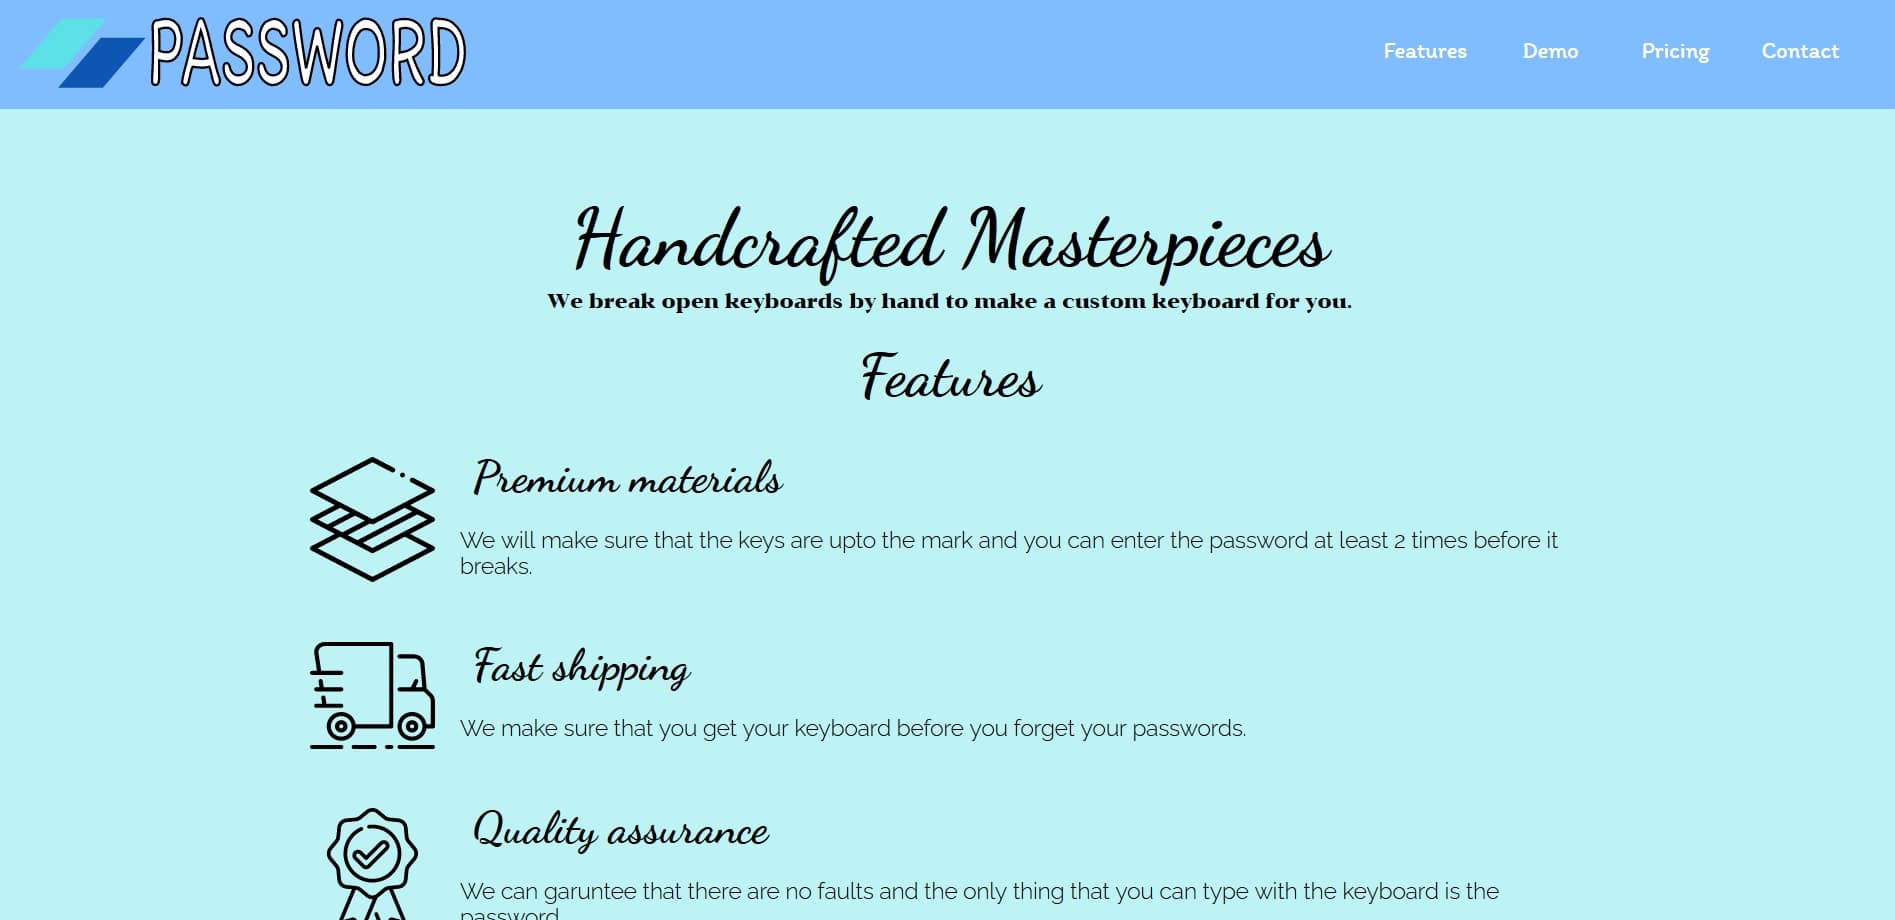 PASSWORD
Features Demo Pricing Contact
Handcrafted Masterpieces
We break open keyboards by hand to make a custom keyboard for you.
Features
Premium materials
We will make sure that the keys are upto the mark and you can enter the password at least 2 times before it
breaks.
Fast shipping
We make sure that you get your keyboard before you forget your passwords.
Quality assurance
We can garuntee that there are no faults and the only thing that you can type with the keyboard is the
password.